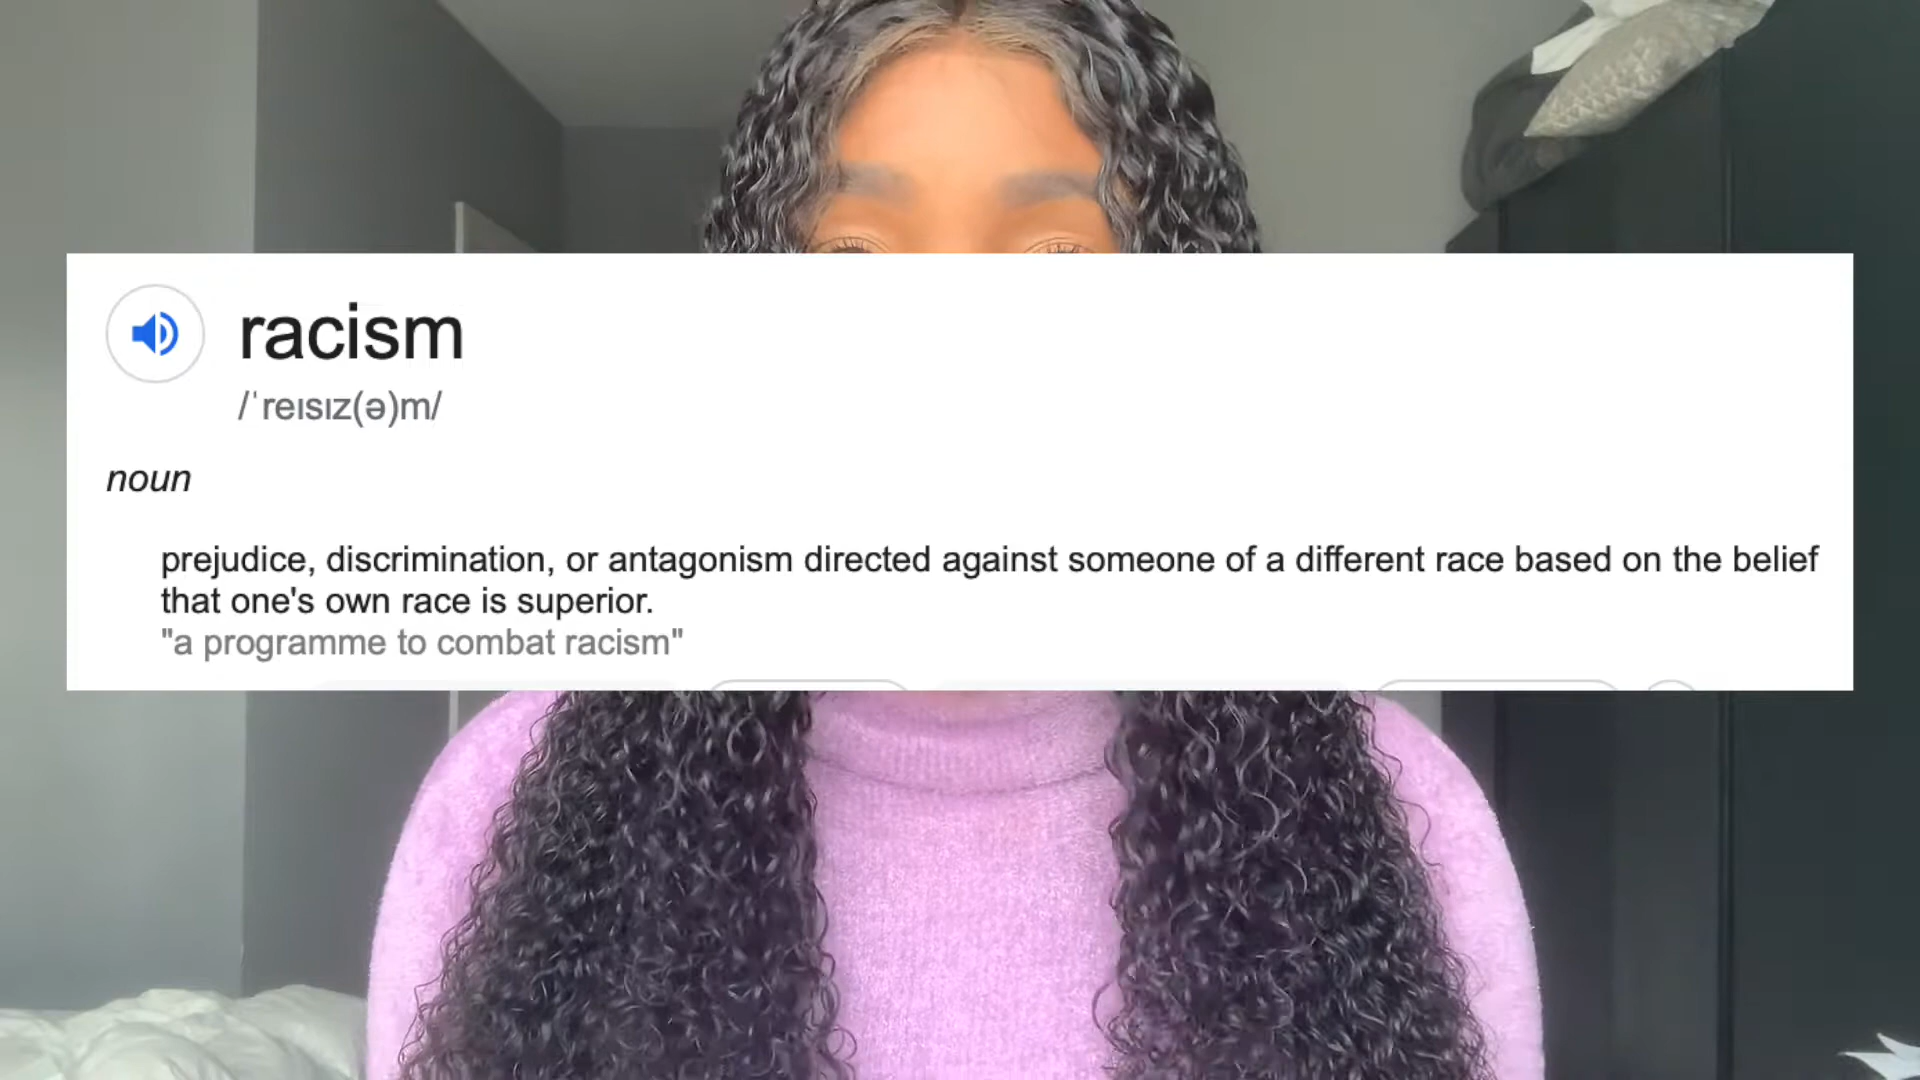 racism
/ˈreɪsɪz(ə)m/
noun
prejudice, discrimination, or antagonism directed against someone of a different race based on the belief
that one's own race is superior.
"a programme to combat racism"